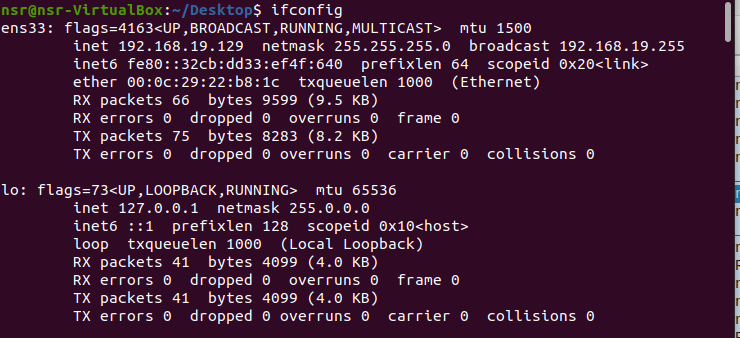 nsr@nsr-VirtualBox:~/Desktop$ ifconfig
ens33: flags=4163<UP,BROADCAST,RUNNING,MULTICAST>  mtu 1500
        inet 192.168.19.129  netmask 255.255.255.0  broadcast 192.168.19.255
        inet6 fe80::32cb:dd33:ef4f:640  prefixlen 64  scopeid 0x20<link>
        ether 00:0c:29:22:b8:1c  txqueuelen 1000  (Ethernet)
        RX packets 66  bytes 9599 (9.5 KB)
        RX errors 0  dropped 0  overruns 0  frame 0
        TX packets 75  bytes 8283 (8.2 KB)
        TX errors 0  dropped 0 overruns 0  carrier 0  collisions 0

lo: flags=73<UP,LOOPBACK,RUNNING>  mtu 65536
        inet 127.0.0.1  netmask 255.0.0.0
        inet6 ::1  prefixlen 128  scopeid 0x10<host>
        loop  txqueuelen 1000  (Local Loopback)
        RX packets 41  bytes 4099 (4.0 KB)
        RX errors 0  dropped 0  overruns 0  frame 0
        TX packets 41  bytes 4099 (4.0 KB)
        TX errors 0  dropped 0 overruns 0  carrier 0  collisions 0